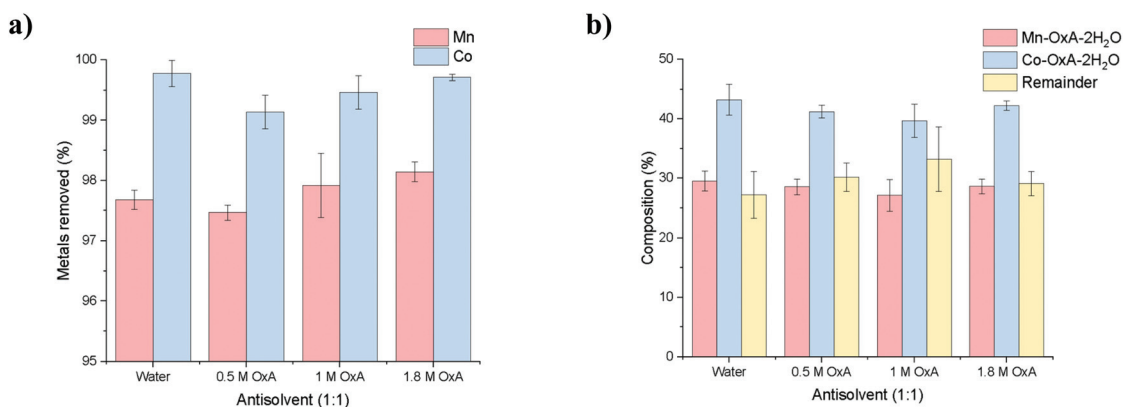 a)
Mn
Co
Metals removed (%)
100
99
98
97
96
95
Water
0.5 M OxA
1 M OxA
1.8 M OxA
Antisolvent (1:1)
b)
Mn-OxA-2H₂O
Co-OxA-2H₂O
Remainder
Composition (%)
50
40
30
20
10
0
Water
0.5 M OxA
1 M OxA
1.8 M OxA
Antisolvent (1:1)